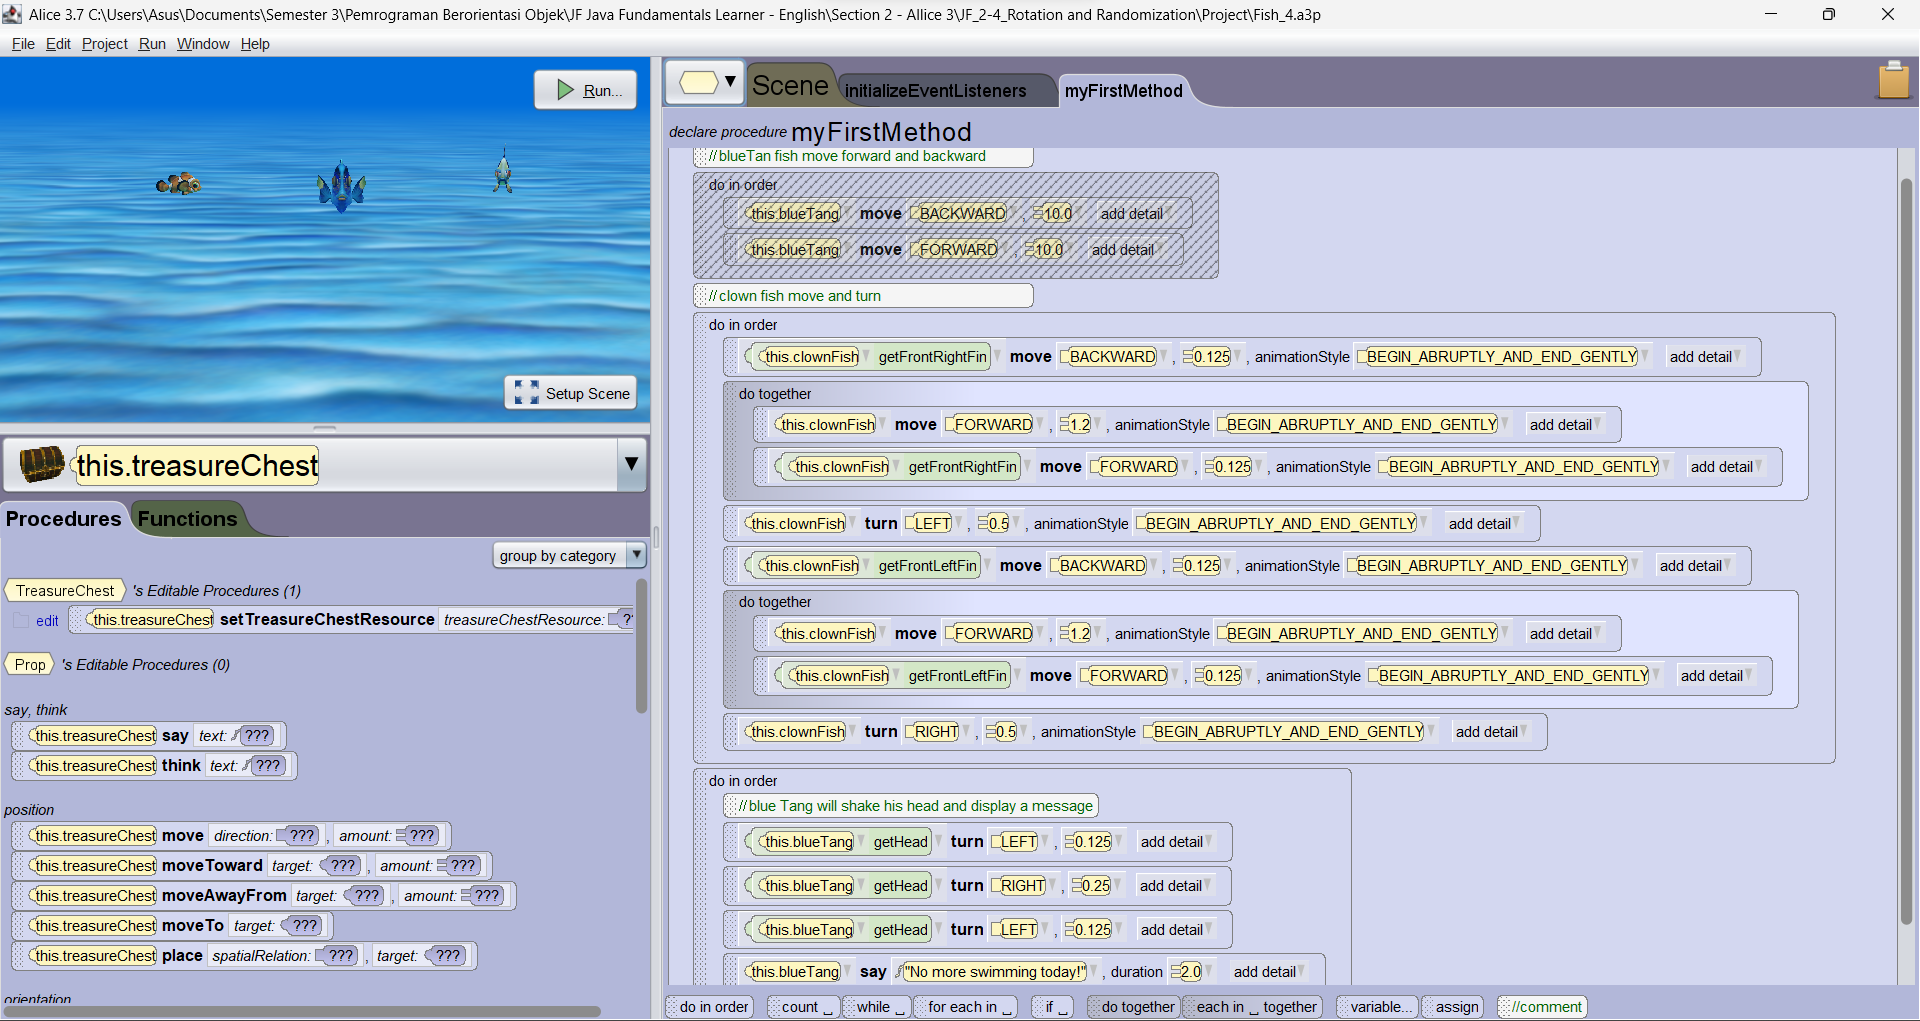 Alice 3.7 C:\Users\Asus\Documents\Semester 3\Pemrograman Berorientasi Objek\JF Java Fundamentals Learner - English\Section 2 - Allice 3\JF_2-4_Rotation and Randomization\Project\Fish_4.a3p
File Edit Project Run Window Help
Run...
Setup Scene
this.treasureChest
Procedures Functions
group by category
TreasureChest 's Editable Procedures (1)
edit this.treasureChest setTreasureChestResource treasureChestResource: ?
Prop 's Editable Procedures (0)
say, think
this.treasureChest say text: ???
this.treasureChest think text: ???
position
this.treasureChest move direction: ??? , amount: ???
this.treasureChest moveToward target: ??? , amount: ???
this.treasureChest moveAwayFrom target: ??? , amount: ???
this.treasureChest moveTo target: ???
this.treasureChest place spatialRelation: ??? , target: ???
orientation
Scene initializeEventListeners myFirstMethod
declare procedure myFirstMethod
//blueTan fish move forward and backward
do in order
this.blueTang move BACKWARD , 10.0 add detail
this.blueTang move FORWARD , 10.0 add detail
//clown fish move and turn
do in order
this.clownFish getFrontRightFin move BACKWARD , 0.125 , animationStyle BEGIN_ABRUPTLY_AND_END_GENTLY add detail
do together
this.clownFish move FORWARD , 1.2 , animationStyle BEGIN_ABRUPTLY_AND_END_GENTLY add detail
this.clownFish getFrontRightFin move FORWARD , 0.125 , animationStyle BEGIN_ABRUPTLY_AND_END_GENTLY add detail
this.clownFish turn LEFT , 0.5 , animationStyle BEGIN_ABRUPTLY_AND_END_GENTLY add detail
this.clownFish getFrontLeftFin move BACKWARD , 0.125 , animationStyle BEGIN_ABRUPTLY_AND_END_GENTLY add detail
do together
this.clownFish move FORWARD , 1.2 , animationStyle BEGIN_ABRUPTLY_AND_END_GENTLY add detail
this.clownFish getFrontLeftFin move FORWARD , 0.125 , animationStyle BEGIN_ABRUPTLY_AND_END_GENTLY add detail
this.clownFish turn RIGHT , 0.5 , animationStyle BEGIN_ABRUPTLY_AND_END_GENTLY add detail
do in order
//blue Tang will shake his head and display a message
this.blueTang getHead turn LEFT , 0.125 add detail
this.blueTang getHead turn RIGHT , 0.25 add detail
this.blueTang getHead turn LEFT , 0.125 add detail
this.blueTang say "No more swimming today!" , duration 2.0 add detail
do in order count _ while _ for each in _ if _ do together each in _ together variable... assign //comment